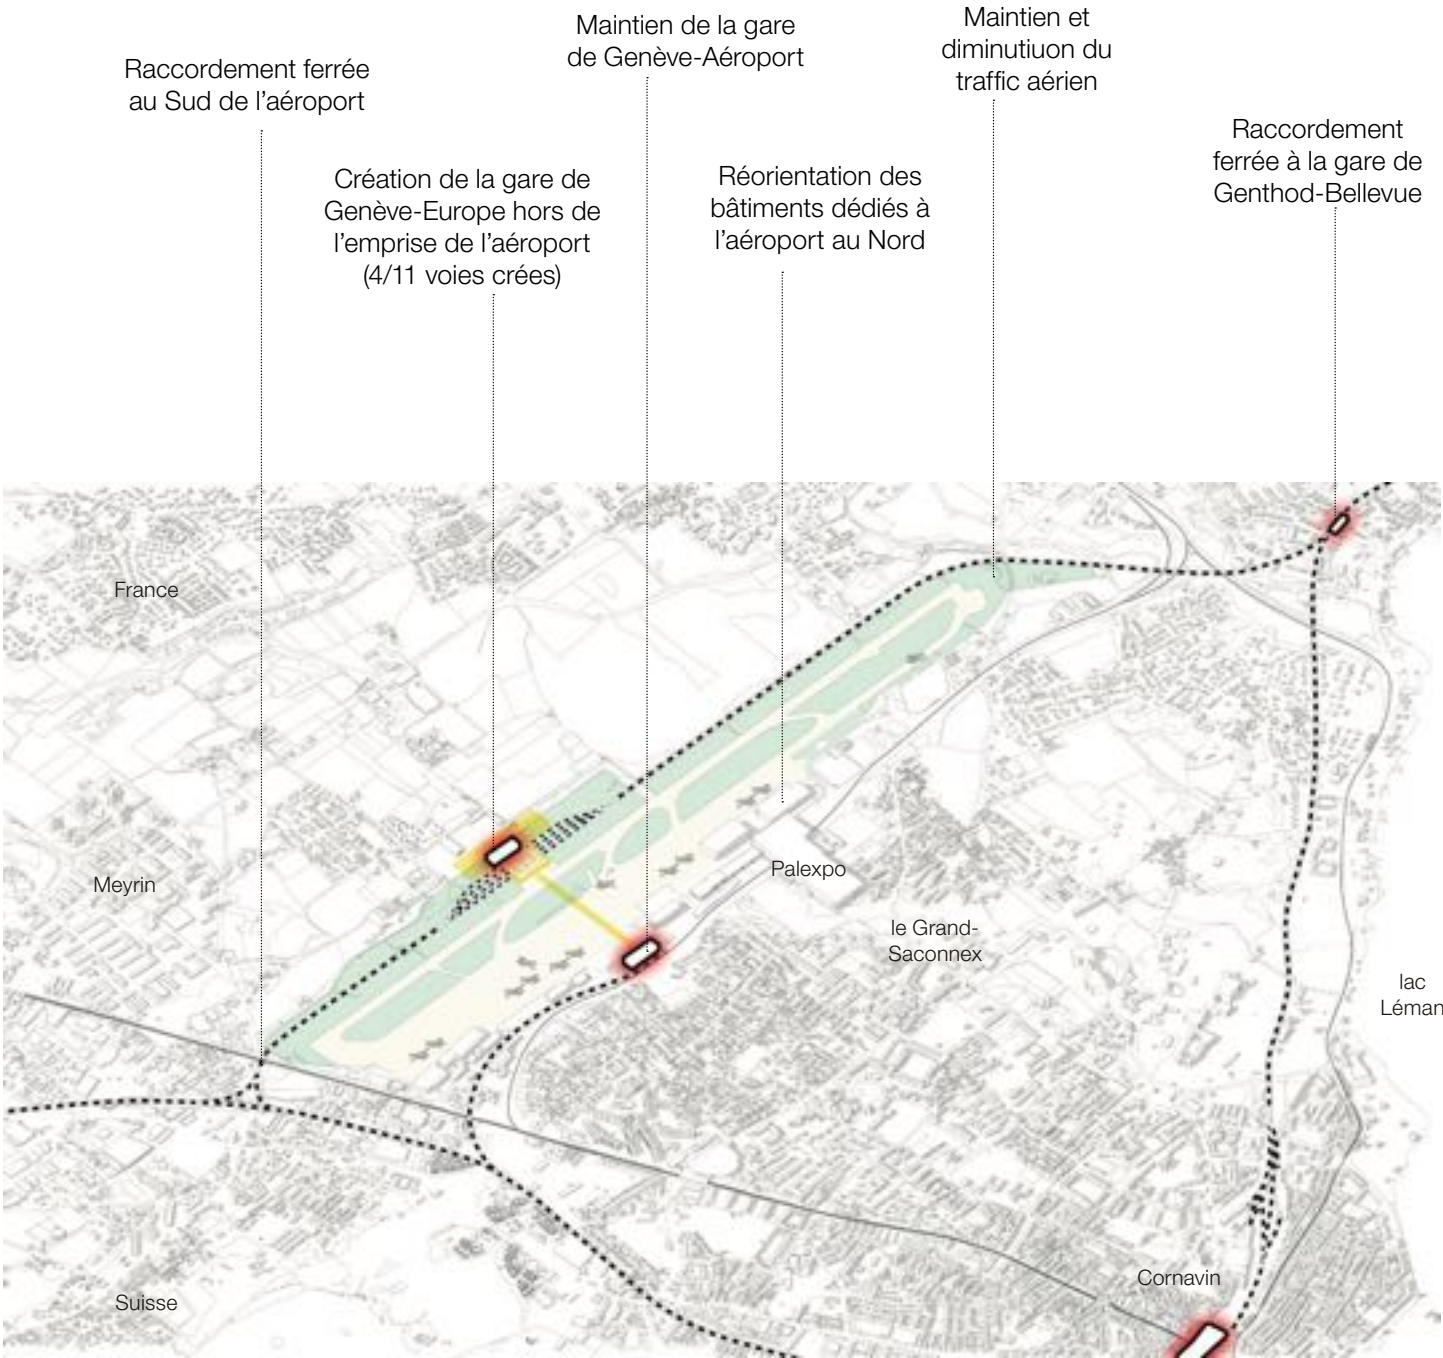 Maintien de la gare
de Genève-Aéroport
Maintien et
diminutiuon du
traffic aérien
Raccordement ferrée
au Sud de l'aéroport
Raccordement
ferrée à la gare de
Genthod-Bellevue
Création de la gare de
Genève-Europe hors de
l'emprise de l'aéroport
(4/11 voies crées)
Réorientation des
bâtiments dédiés à
l'aéroport au Nord
France
Meyrin
Palexpo
le Grand-
Saconnex
lac
Léman
Cornavin
Suisse